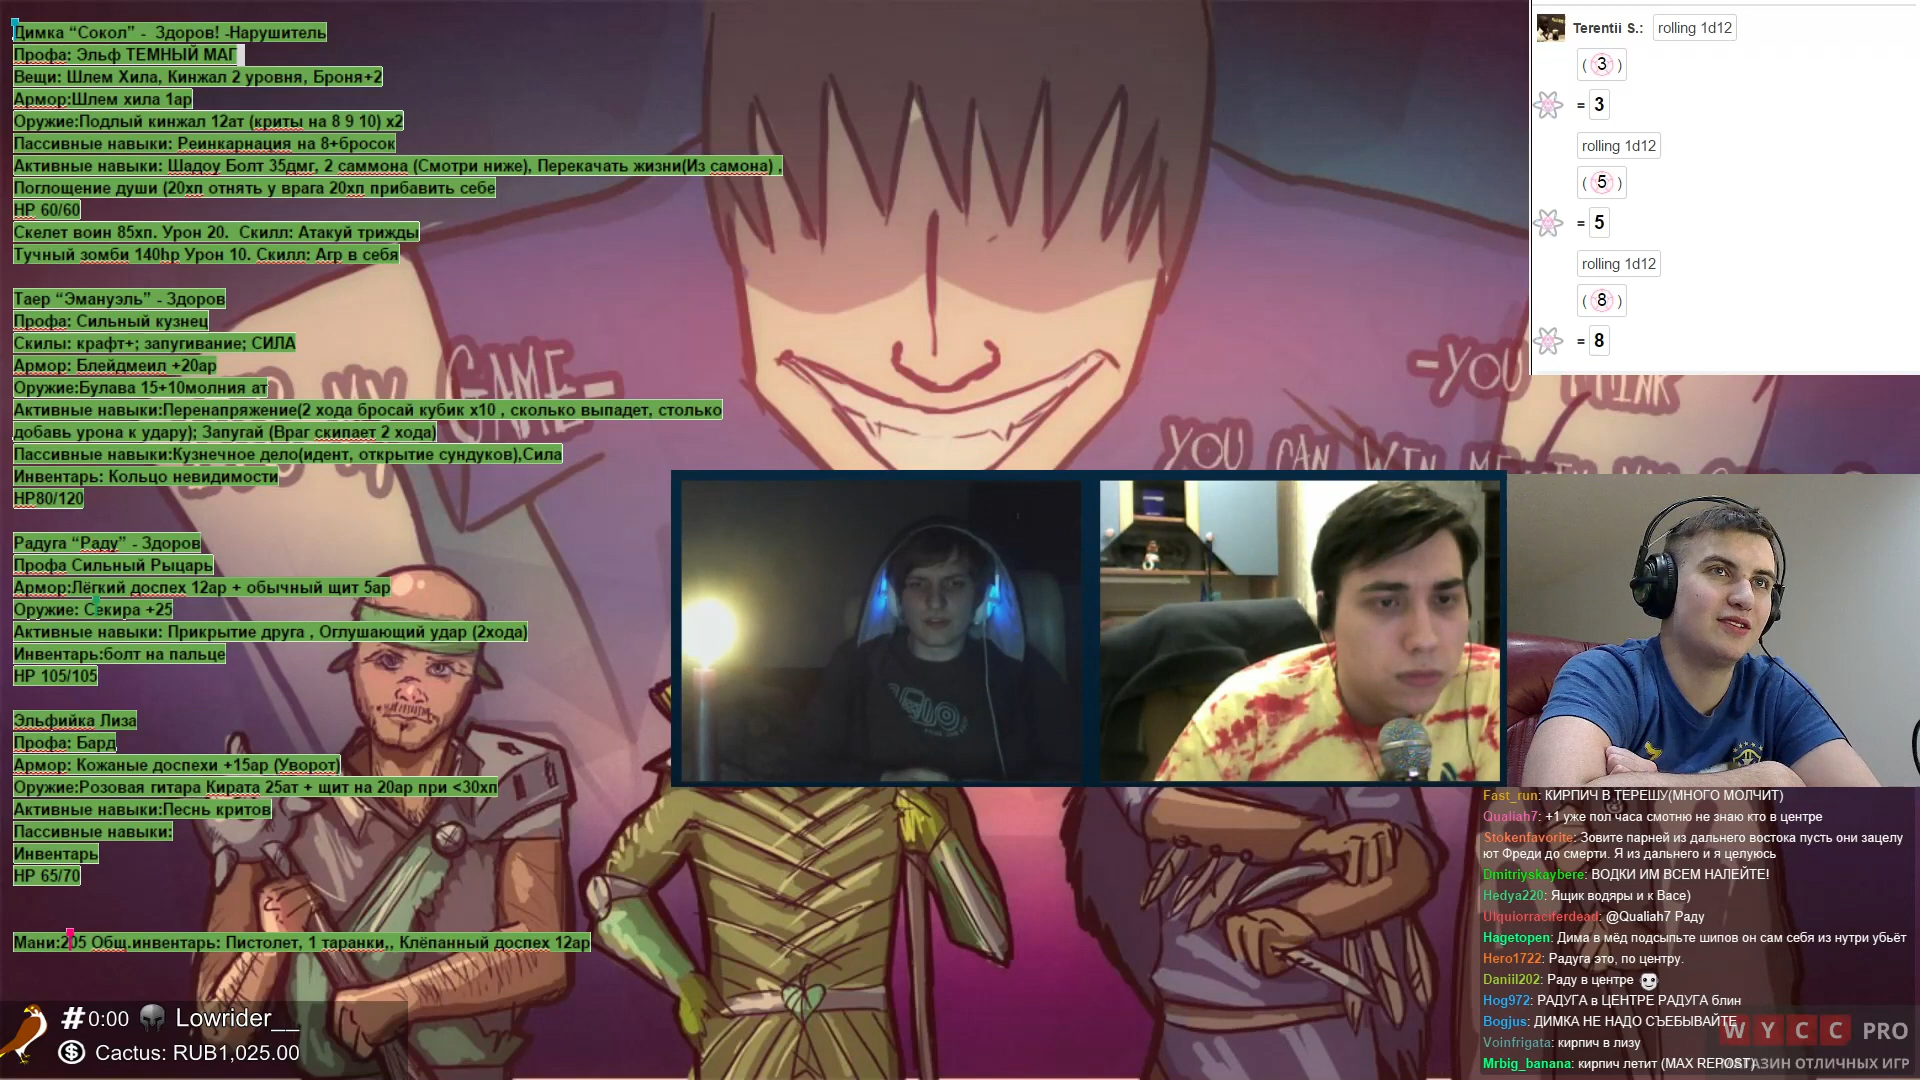 Димка “Сокол” - Здоров! -Нарушитель
Профа: Эльф ТЕМНЫЙ МАГ
Вещи: Шлем Хила, Кинжал 2 уровня, Броня+2
Армор:Шлем хила 1ар
Оружие:Подлый кинжал 12ат (криты на 8 9 10) x2
Пассивные навыки: Реинкарнация на 8+бросок
Активные навыки: Шадоу Болт 35дмг, 2 саммона (Смотри ниже), Перекачать жизни(Из самона) ,
Поглощение души (20хп отнять у врага 20хп прибавить себе
HP 60/60
Скелет воин 85хп. Урон 20. Скилл: Атакуй трижды
Тучный зомби 140hp Урон 10. Скилл: Агр в себя
Таер “Эмануэль” - Здоров
Профа: Сильный кузнец
Скилы: крафт+; запугивание; СИЛА
Армор: Блейдмеил +20ар
Оружие:Булава 15+10молния ат
Активные навыки:Перенапряжение(2 хода бросай кубик x10 , сколько выпадет, столько
добавь урона к удару); Запугай (Враг скипает 2 хода)
Пассивные навыки:Кузнечное дело(идент, открытие сундуков),Сила
Инвентарь: Кольцо невидимости
HP80/120
Радуга “Раду” - Здоров
Профа Сильный Рыцарь
Армор:Лёгкий доспех 12ар + обычный щит 5ар
Оружие: Секира +25
Активные навыки: Прикрытие друга , Оглушающий удар (2хода)
Инвентарь:болт на пальце
HP 105/105
Эльфийка Лиза
Профа: Бард
Армор: Кожаные доспехи +15ар (Уворот)
Оружие:Розовая гитара Кирата 25ат + щит на 20ар при <30хп
Активные навыки:Песнь критов
Пассивные навыки:
Инвентарь
HP 65/70
Мани:205 Общ.инвентарь: Пистолет, 1 таранки,, Клёпанный доспех 12ар
#0:00 Lowrider__
Cactus: RUB1,025.00
MY GAME-
-YOU THINK
YOU CAN WIN ME
Terentii S.: rolling 1d12
( 3 )
= 3
rolling 1d12
( 5 )
= 5
rolling 1d12
( 8 )
= 8
Fast_run: КИРПИЧ В ТЕРЕШУ(МНОГО МОЛЧИТ)
Qualiah7: +1 уже пол часа смотню не знаю кто в центре
Stokenfavorite: Зовите парней из дальнего востока пусть они зацелу
ют Фреди до смерти. Я из дальнего и я целуюсь
Dmitriyskaybere: ВОДКИ ИМ ВСЕМ НАЛЕЙТЕ!
Hedya220: Ящик водяры и к Васе)
Ulquiorraciferdead: @Qualiah7 Раду
Hagetopen: Дима в мёд подсыпьте шипов он сам себя из нутри убьёт
Hero1722: Радуга это, по центру.
Daniil202: Раду в центре
Hog972: РАДУГА в ЦЕНТРЕ РАДУГА блин
Bogjus: ДИМКА НЕ НАДО СЪЕБЫВАЙТЕ
Voinfrigata: кирпич в лизу
Mrbig_banana: кирпич летит (MAX REPOST)
WYCC PRO
МАГАЗИН ОТЛИЧНЫХ ИГР